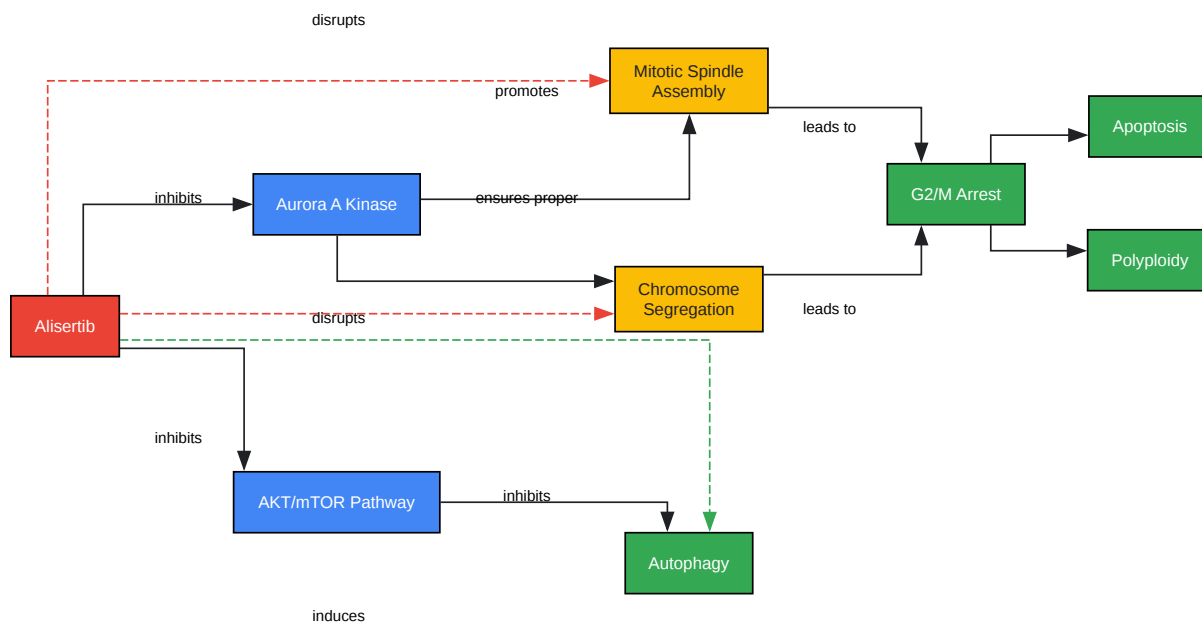 disrupts
Mitotic Spindle
Assembly
promotes
leads to
Apoptosis
inhibits
Aurora A Kinase
ensures proper
G2/M Arrest
Polyploidy
Chromosome
Segregation
leads to
disrupts
Alisertib
inhibits
AKT/mTOR Pathway
inhibits
Autophagy
induces